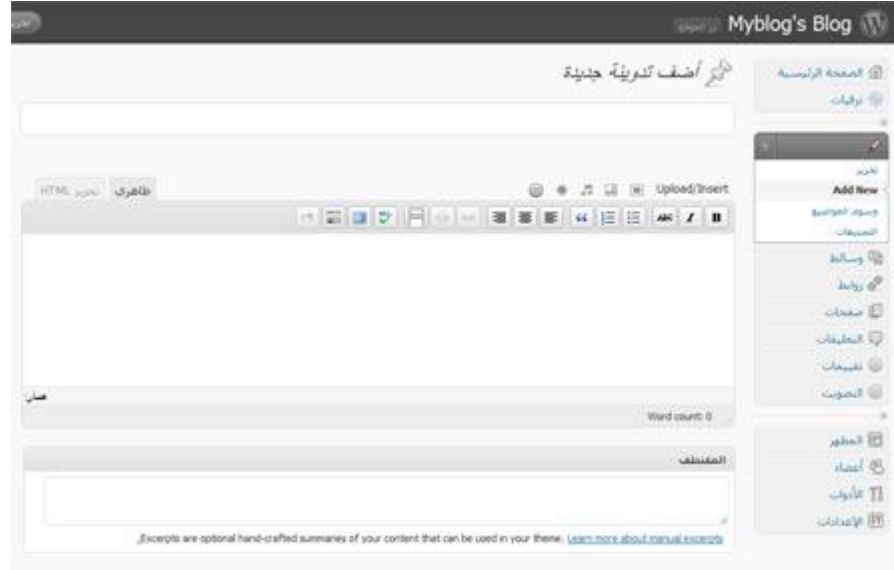 Myblog's Blog
أضف تدوينة جديدة
Upload/Insert
ظاهري
تحرير HTML
مسار:
Word count: 0
المقتطف
Excerpts are optional hand-crafted summaries of your content that can be used in your theme. Learn more about manual excerpts
الصفحة الرئيسية
ترقيات
تحرير
Add New
وسوم المواضيع
التصنيفات
وسائط
روابط
صفحات
التعليقات
تقييمات
التصويت
المظهر
أعضاء
الأدوات
الإعدادات